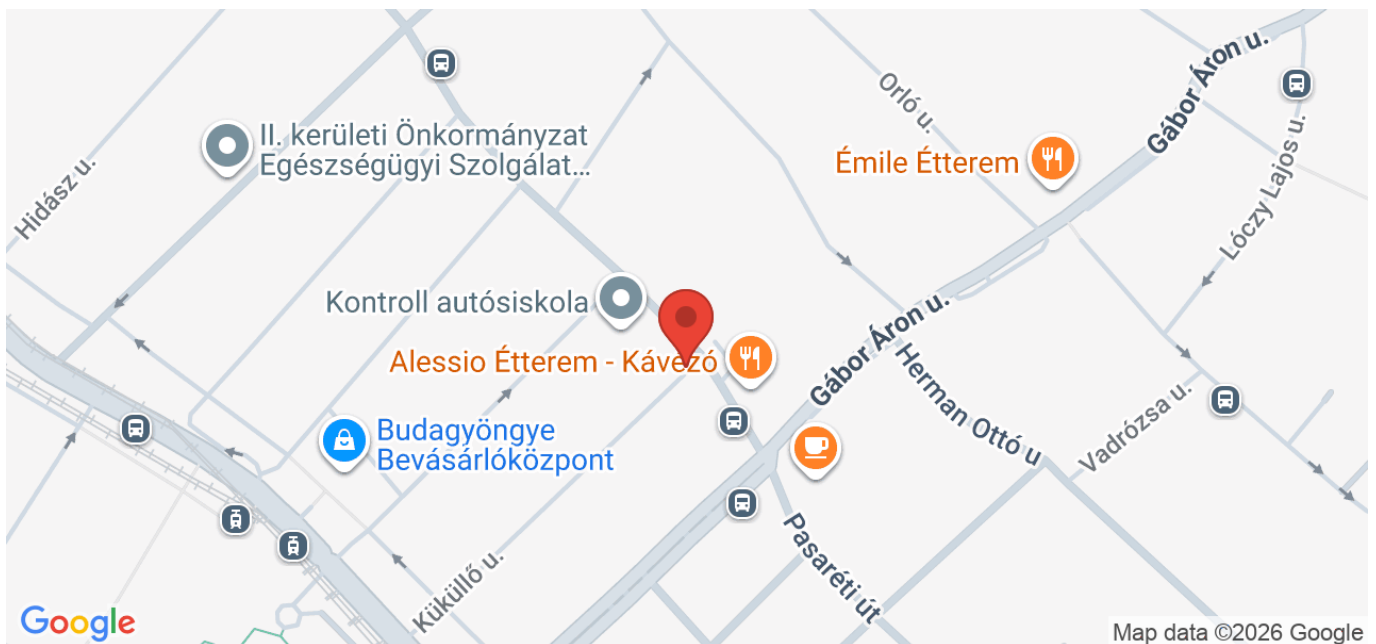 Gábor Áron u.
Orló u.
II. kerületi Önkormányzat
Egészségügyi Szolgálat...
Émile Étterem
Hidász u.
Lóczy Lajos u.
Kontroll autósiskola
Gábor Áron u.
Alessio Étterem - Kávézó
Herman Ottó u
Vadrózsa u.
Budagyöngye
Bevásárlóközpont
Pasaréti út
Küküllő u.
Google
Map data ©2026 Google